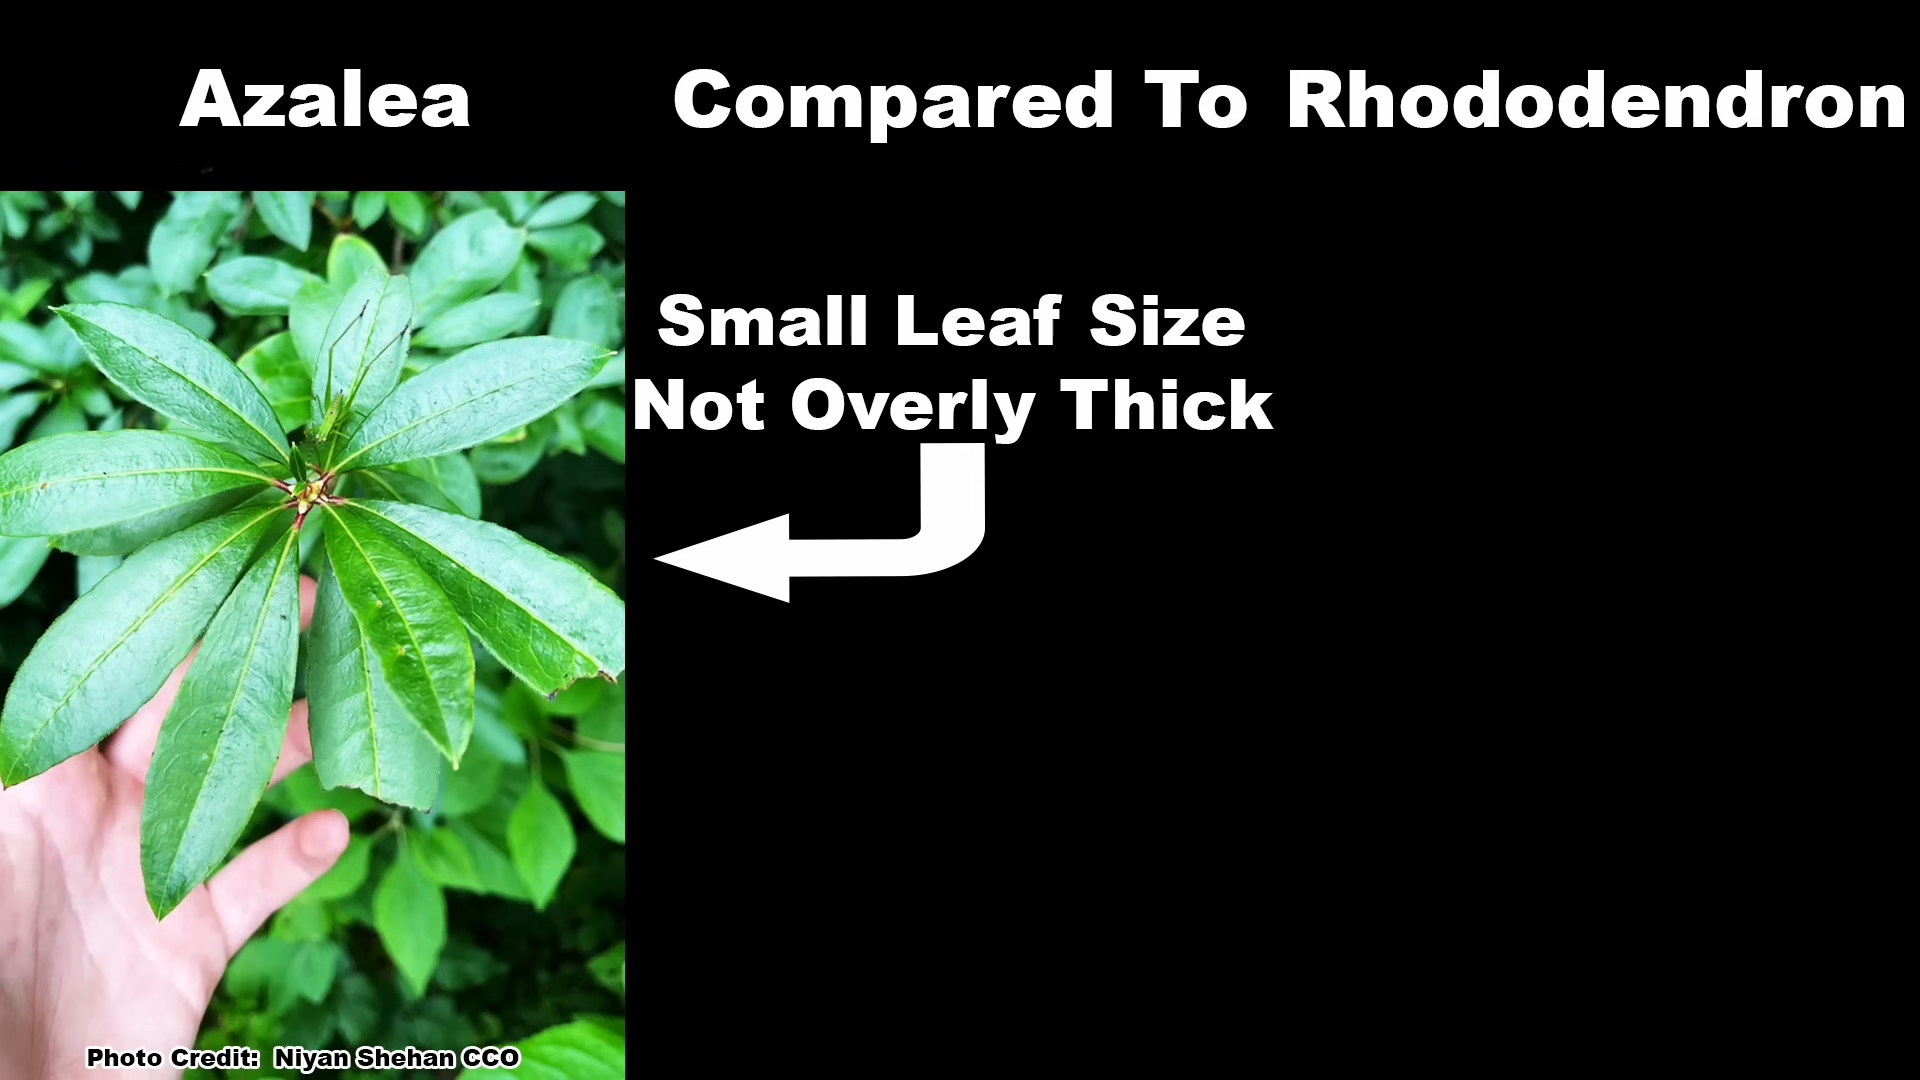 Azalea
Compared To Rhododendron
Small Leaf Size
Not Overly Thick
Photo Credit: Niyan Shehan CCO